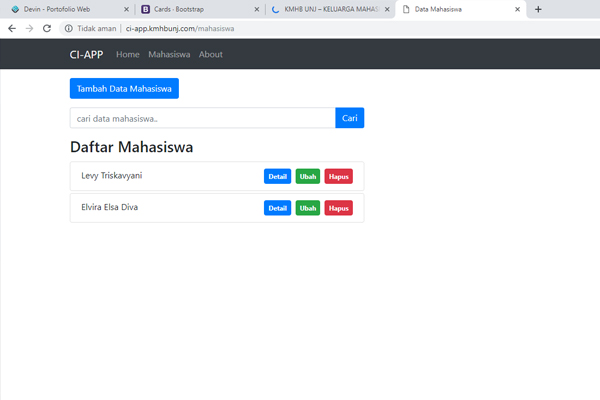 Devin - Portofolio Web
Cards · Bootstrap
KMHB UNJ – KELUARGA MAHAS
Data Mahasiswa
Tidak aman | ci-app.kmhbunj.com/mahasiswa
CI-APP Home Mahasiswa About
Tambah Data Mahasiswa
cari data mahasiswa.. Cari
Daftar Mahasiswa
Levy Triskavyani Detail Ubah Hapus
Elvira Elsa Diva Detail Ubah Hapus